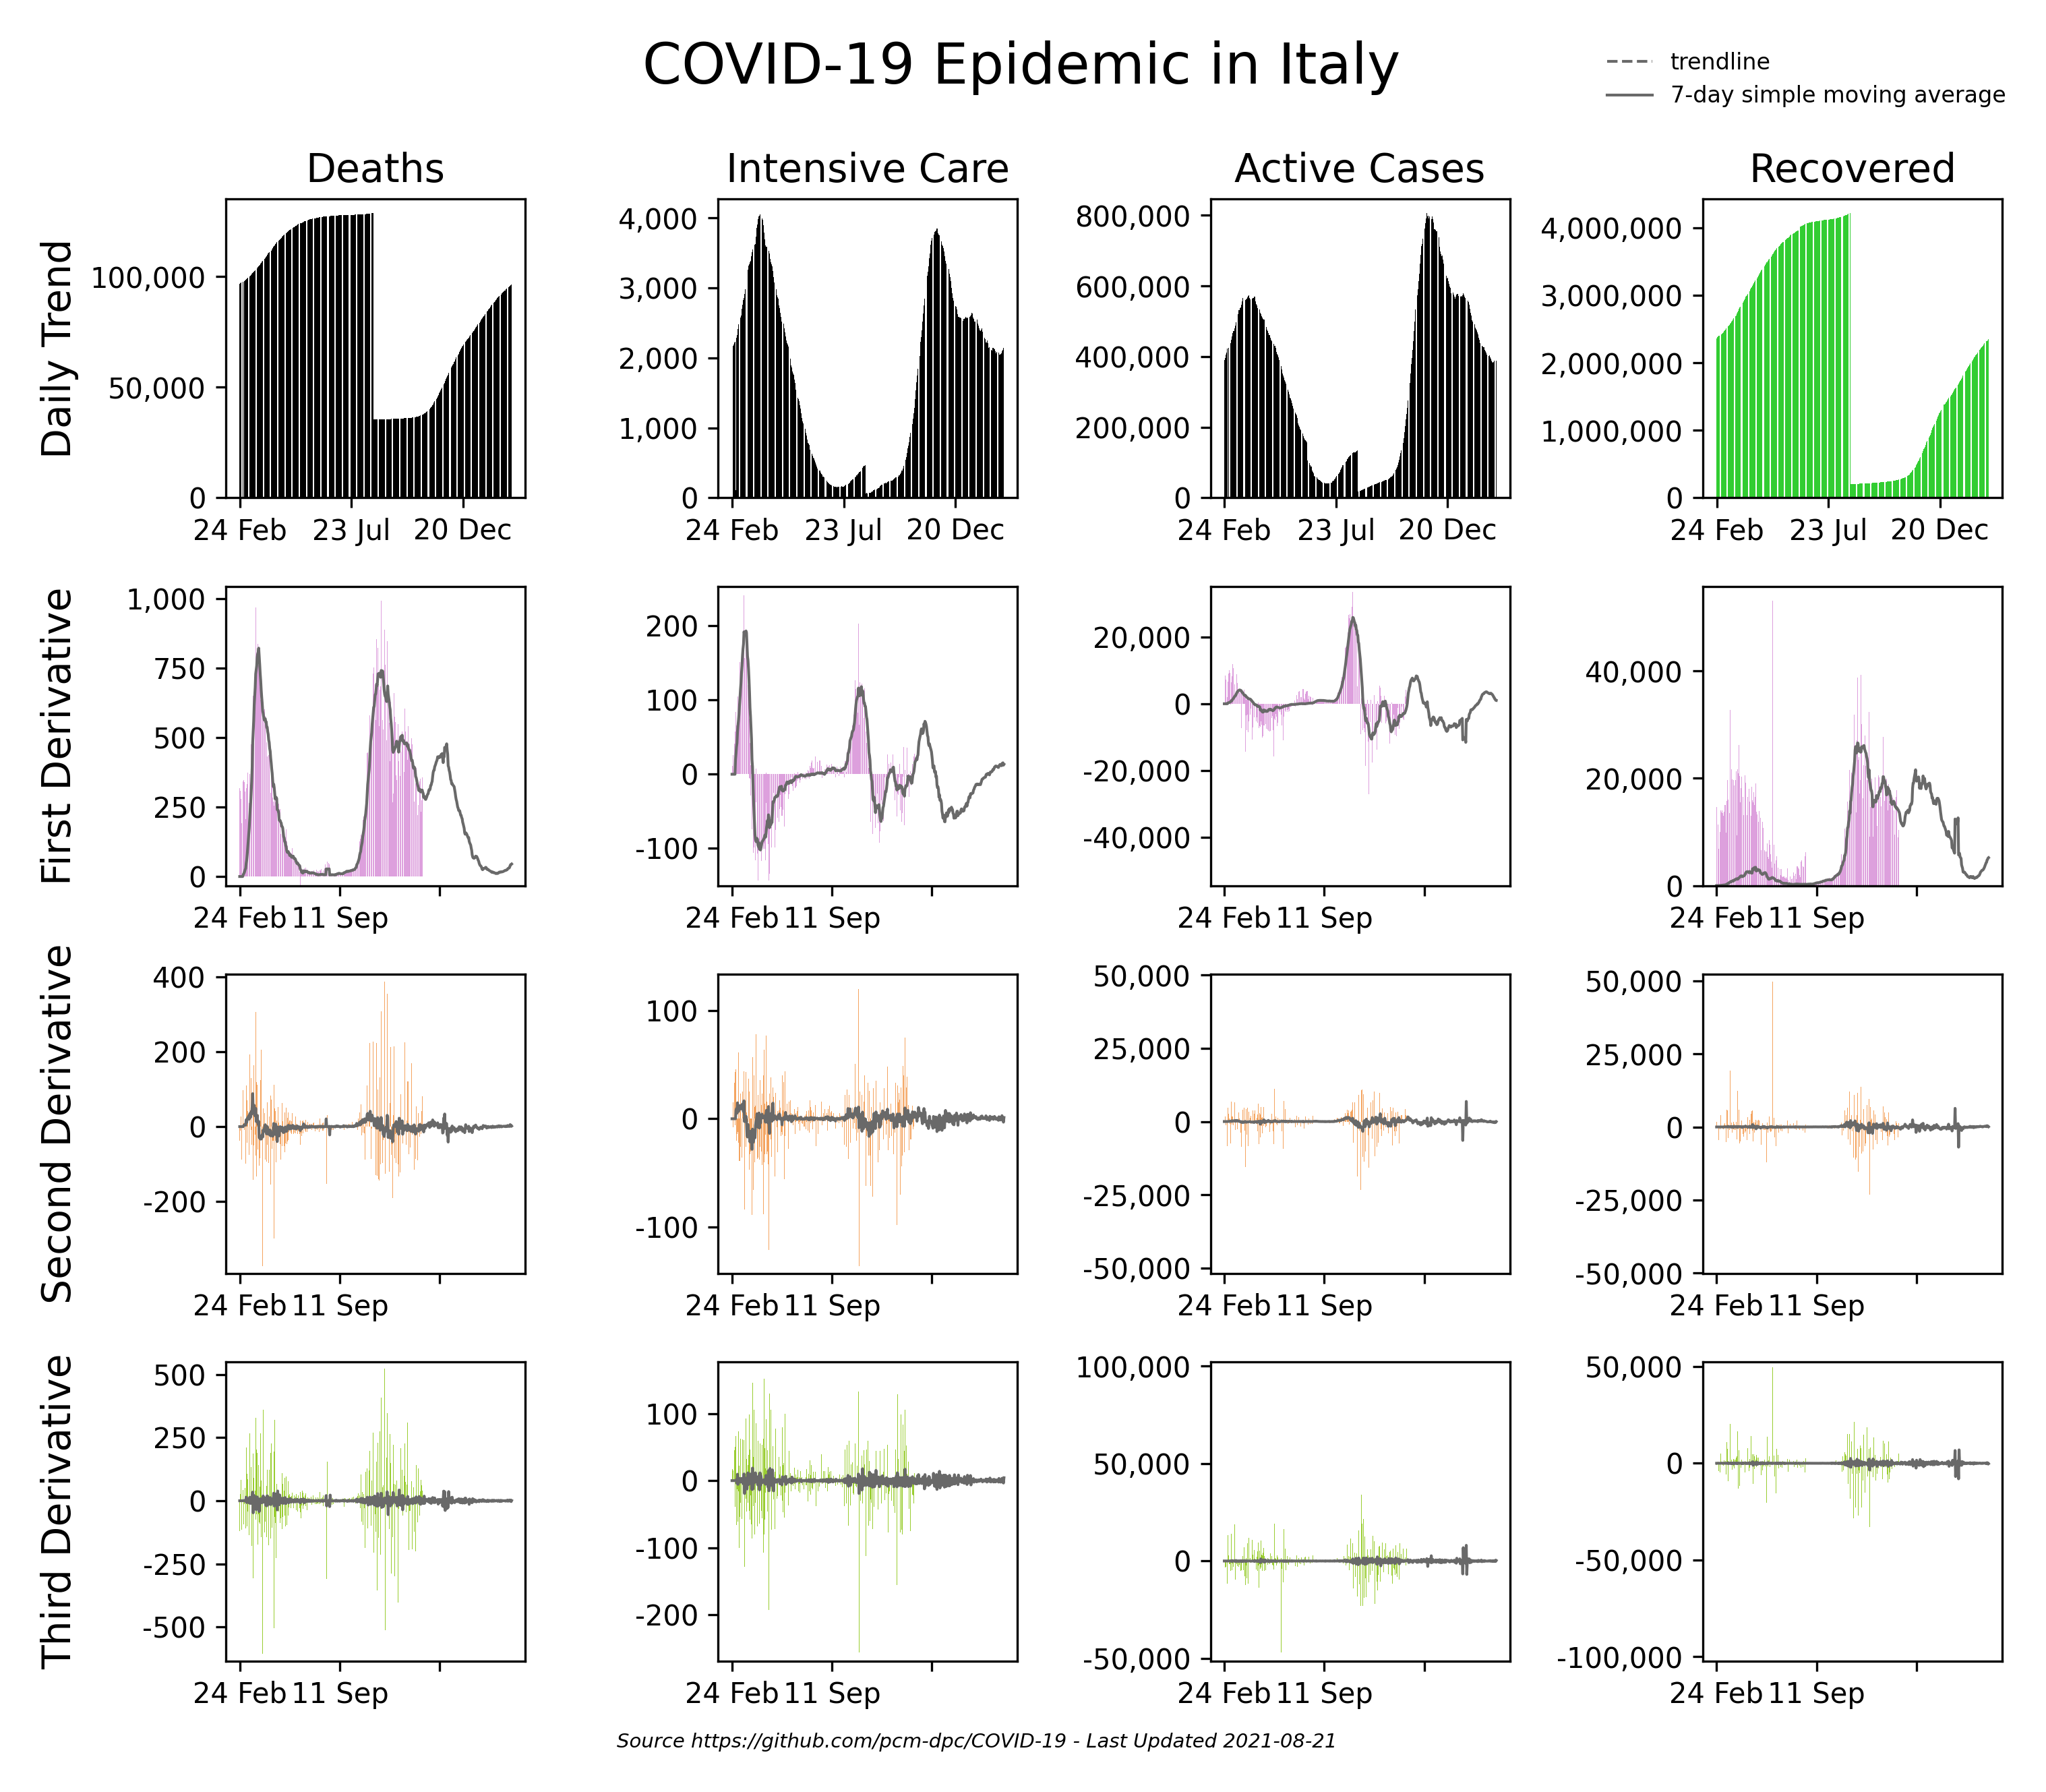 COVID-19 Epidemic in Italy
trendline
7-day simple moving average
Deaths
Intensive Care
Active Cases
Recovered
Daily Trend
100,000
50,000
0
24 Feb 23 Jul 20 Dec
4,000
3,000
2,000
1,000
0
24 Feb 23 Jul 20 Dec
800,000
600,000
400,000
200,000
0
24 Feb 23 Jul 20 Dec
4,000,000
3,000,000
2,000,000
1,000,000
0
24 Feb 23 Jul 20 Dec
First Derivative
1,000
750
500
250
0
24 Feb 11 Sep
200
100
0
-100
24 Feb 11 Sep
20,000
0
-20,000
-40,000
24 Feb 11 Sep
40,000
20,000
0
24 Feb 11 Sep
Second Derivative
400
200
0
-200
24 Feb 11 Sep
100
0
-100
24 Feb 11 Sep
50,000
25,000
0
-25,000
-50,000
24 Feb 11 Sep
50,000
25,000
0
-25,000
-50,000
24 Feb 11 Sep
Third Derivative
500
250
0
-250
-500
24 Feb 11 Sep
100
0
-100
-200
24 Feb 11 Sep
100,000
50,000
0
-50,000
24 Feb 11 Sep
50,000
0
-50,000
-100,000
24 Feb 11 Sep
Source https://github.com/pcm-dpc/COVID-19 - Last Updated 2021-08-21